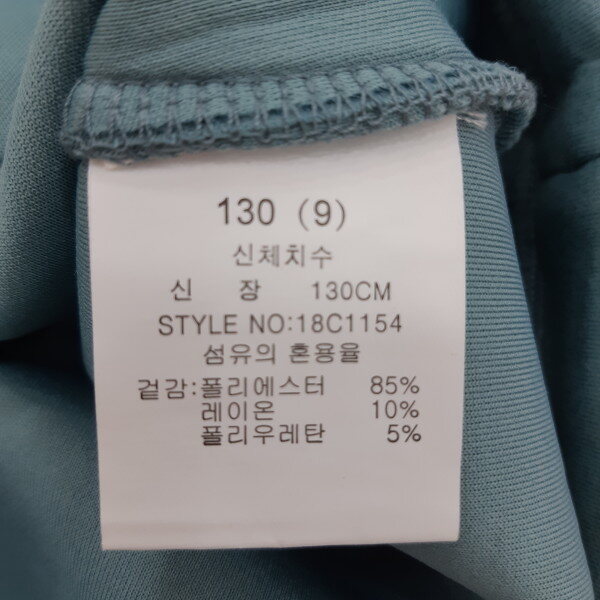 130 (9)
신체치수
신 장 130CM
STYLE NO:18C1154
섬유의 혼용율
겉감:폴리에스터 85%
레이온 10%
폴리우레탄 5%